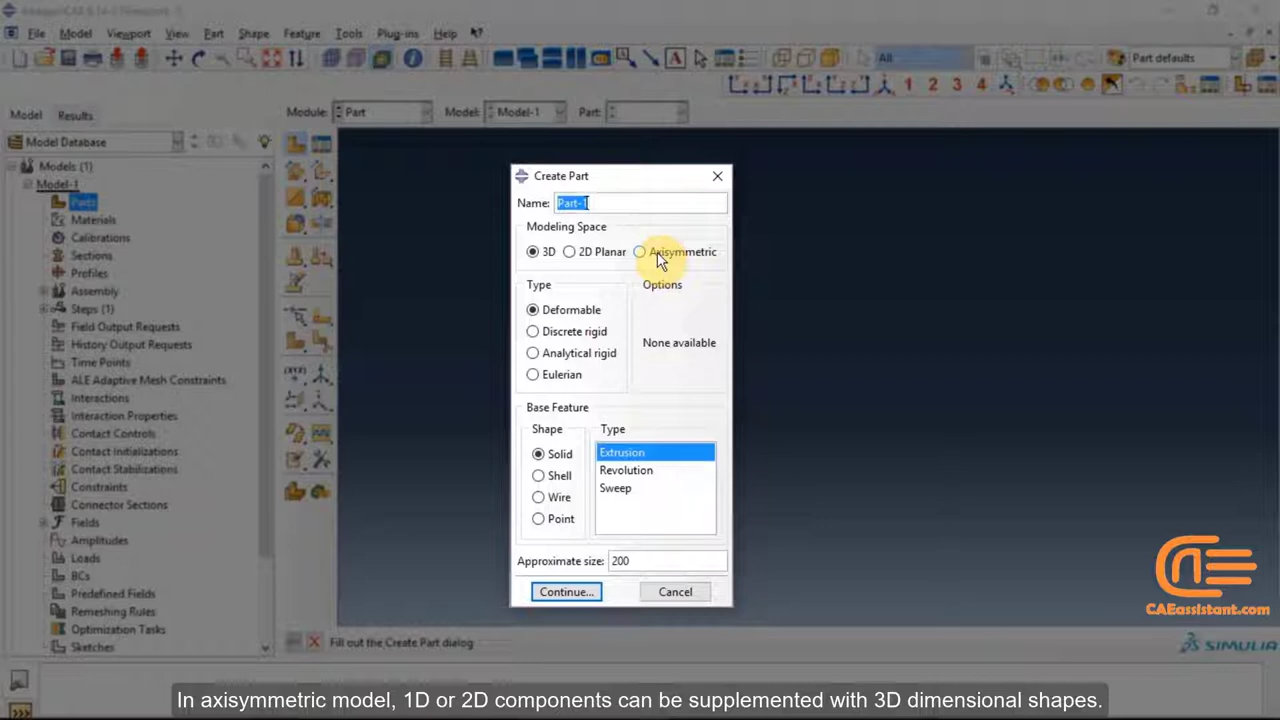 File Model Viewport View Part Shape Feature Tools Plug-ins Help
All
Part defaults
1 2 3 4
Model Results
Module: Part Model: Model-1 Part:
Model Database
Models (1)
Model-1
Parts
Materials
Calibrations
Sections
Profiles
Assembly
Steps (1)
Field Output Requests
History Output Requests
Time Points
ALE Adaptive Mesh Constraints
Interactions
Interaction Properties
Contact Controls
Contact Initializations
Contact Stabilizations
Constraints
Connector Sections
Fields
Amplitudes
Loads
BCs
Predefined Fields
Remeshing Rules
Optimization Tasks
Sketches
Create Part
Name: Part-1
Modeling Space
3D 2D Planar Axisymmetric
Type
Deformable
Discrete rigid
Analytical rigid
Eulerian
Options
None available
Base Feature
Shape
Solid
Shell
Wire
Point
Type
Extrusion
Revolution
Sweep
Approximate size: 200
Continue... Cancel
Fill out the Create Part dialog
CAEassistant.com
SIMULIA
In axisymmetric model, 1D or 2D components can be supplemented with 3D dimensional shapes.